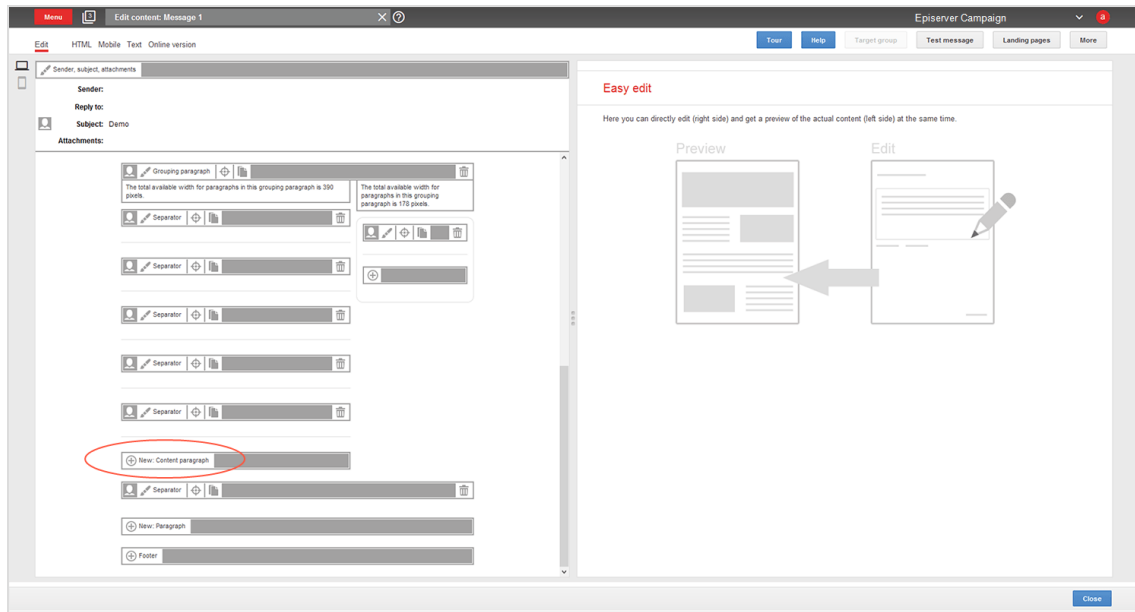 Menu
3
Edit content: Message 1
Episerver Campaign
a
Edit
HTML
Mobile
Text
Online version
Tour
Help
Target group
Test message
Landing pages
More
Sender, subject, attachments
Sender:
Reply to:
Subject: Demo
Attachments:
Grouping paragraph
The total available width for paragraphs in this grouping paragraph is 390
pixels.
The total available width for
paragraphs in this grouping
paragraph is 178 pixels.
Separator
Separator
Separator
Separator
Separator
New: Content paragraph
Separator
New: Paragraph
Footer
Easy edit
Here you can directly edit (right side) and get a preview of the actual content (left side) at the same time.
Preview
Edit
Close